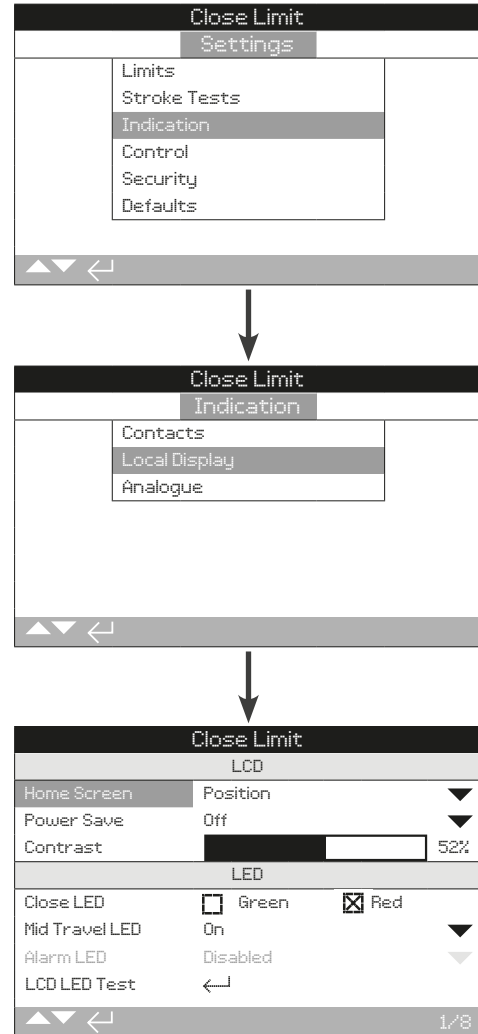 Close Limit
Settings
Limits
Stroke Tests
Indication
Control
Security
Defaults
Close Limit
Indication
Contacts
Local Display
Analogue
Close Limit
LCD
Home Screen Position
Power Save Off
Contrast 52%
LED
Close LED Green Red
Mid Travel LED On
Alarm LED Disabled
LCD LED Test
1/8